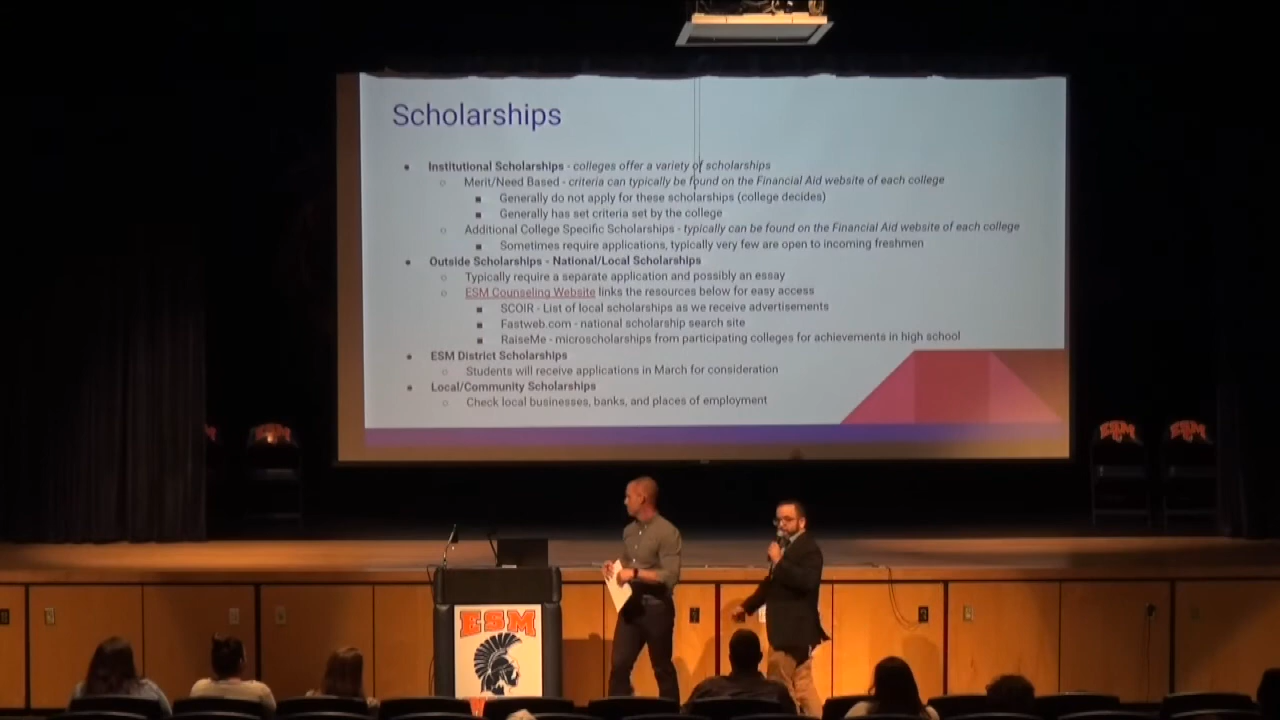 Scholarships
● Institutional Scholarships - colleges offer a variety of scholarships
○ Merit/Need Based - criteria can typically be found on the Financial Aid website of each college
■ Generally do not apply for these scholarships (college decides)
■ Generally has set criteria set by the college
○ Additional College Specific Scholarships - typically can be found on the Financial Aid website of each college
■ Sometimes require applications, typically very few are open to incoming freshmen
● Outside Scholarships - National/Local Scholarships
○ Typically require a separate application and possibly an essay
○ ESM Counseling Website links the resources below for easy access
■ SCOIR - List of local scholarships as we receive advertisements
■ Fastweb.com - national scholarship search site
■ RaiseMe - microscholarships from participating colleges for achievements in high school
● ESM District Scholarships
○ Students will receive applications in March for consideration
● Local/Community Scholarships
○ Check local businesses, banks, and places of employment
ESM
ESM
ESM